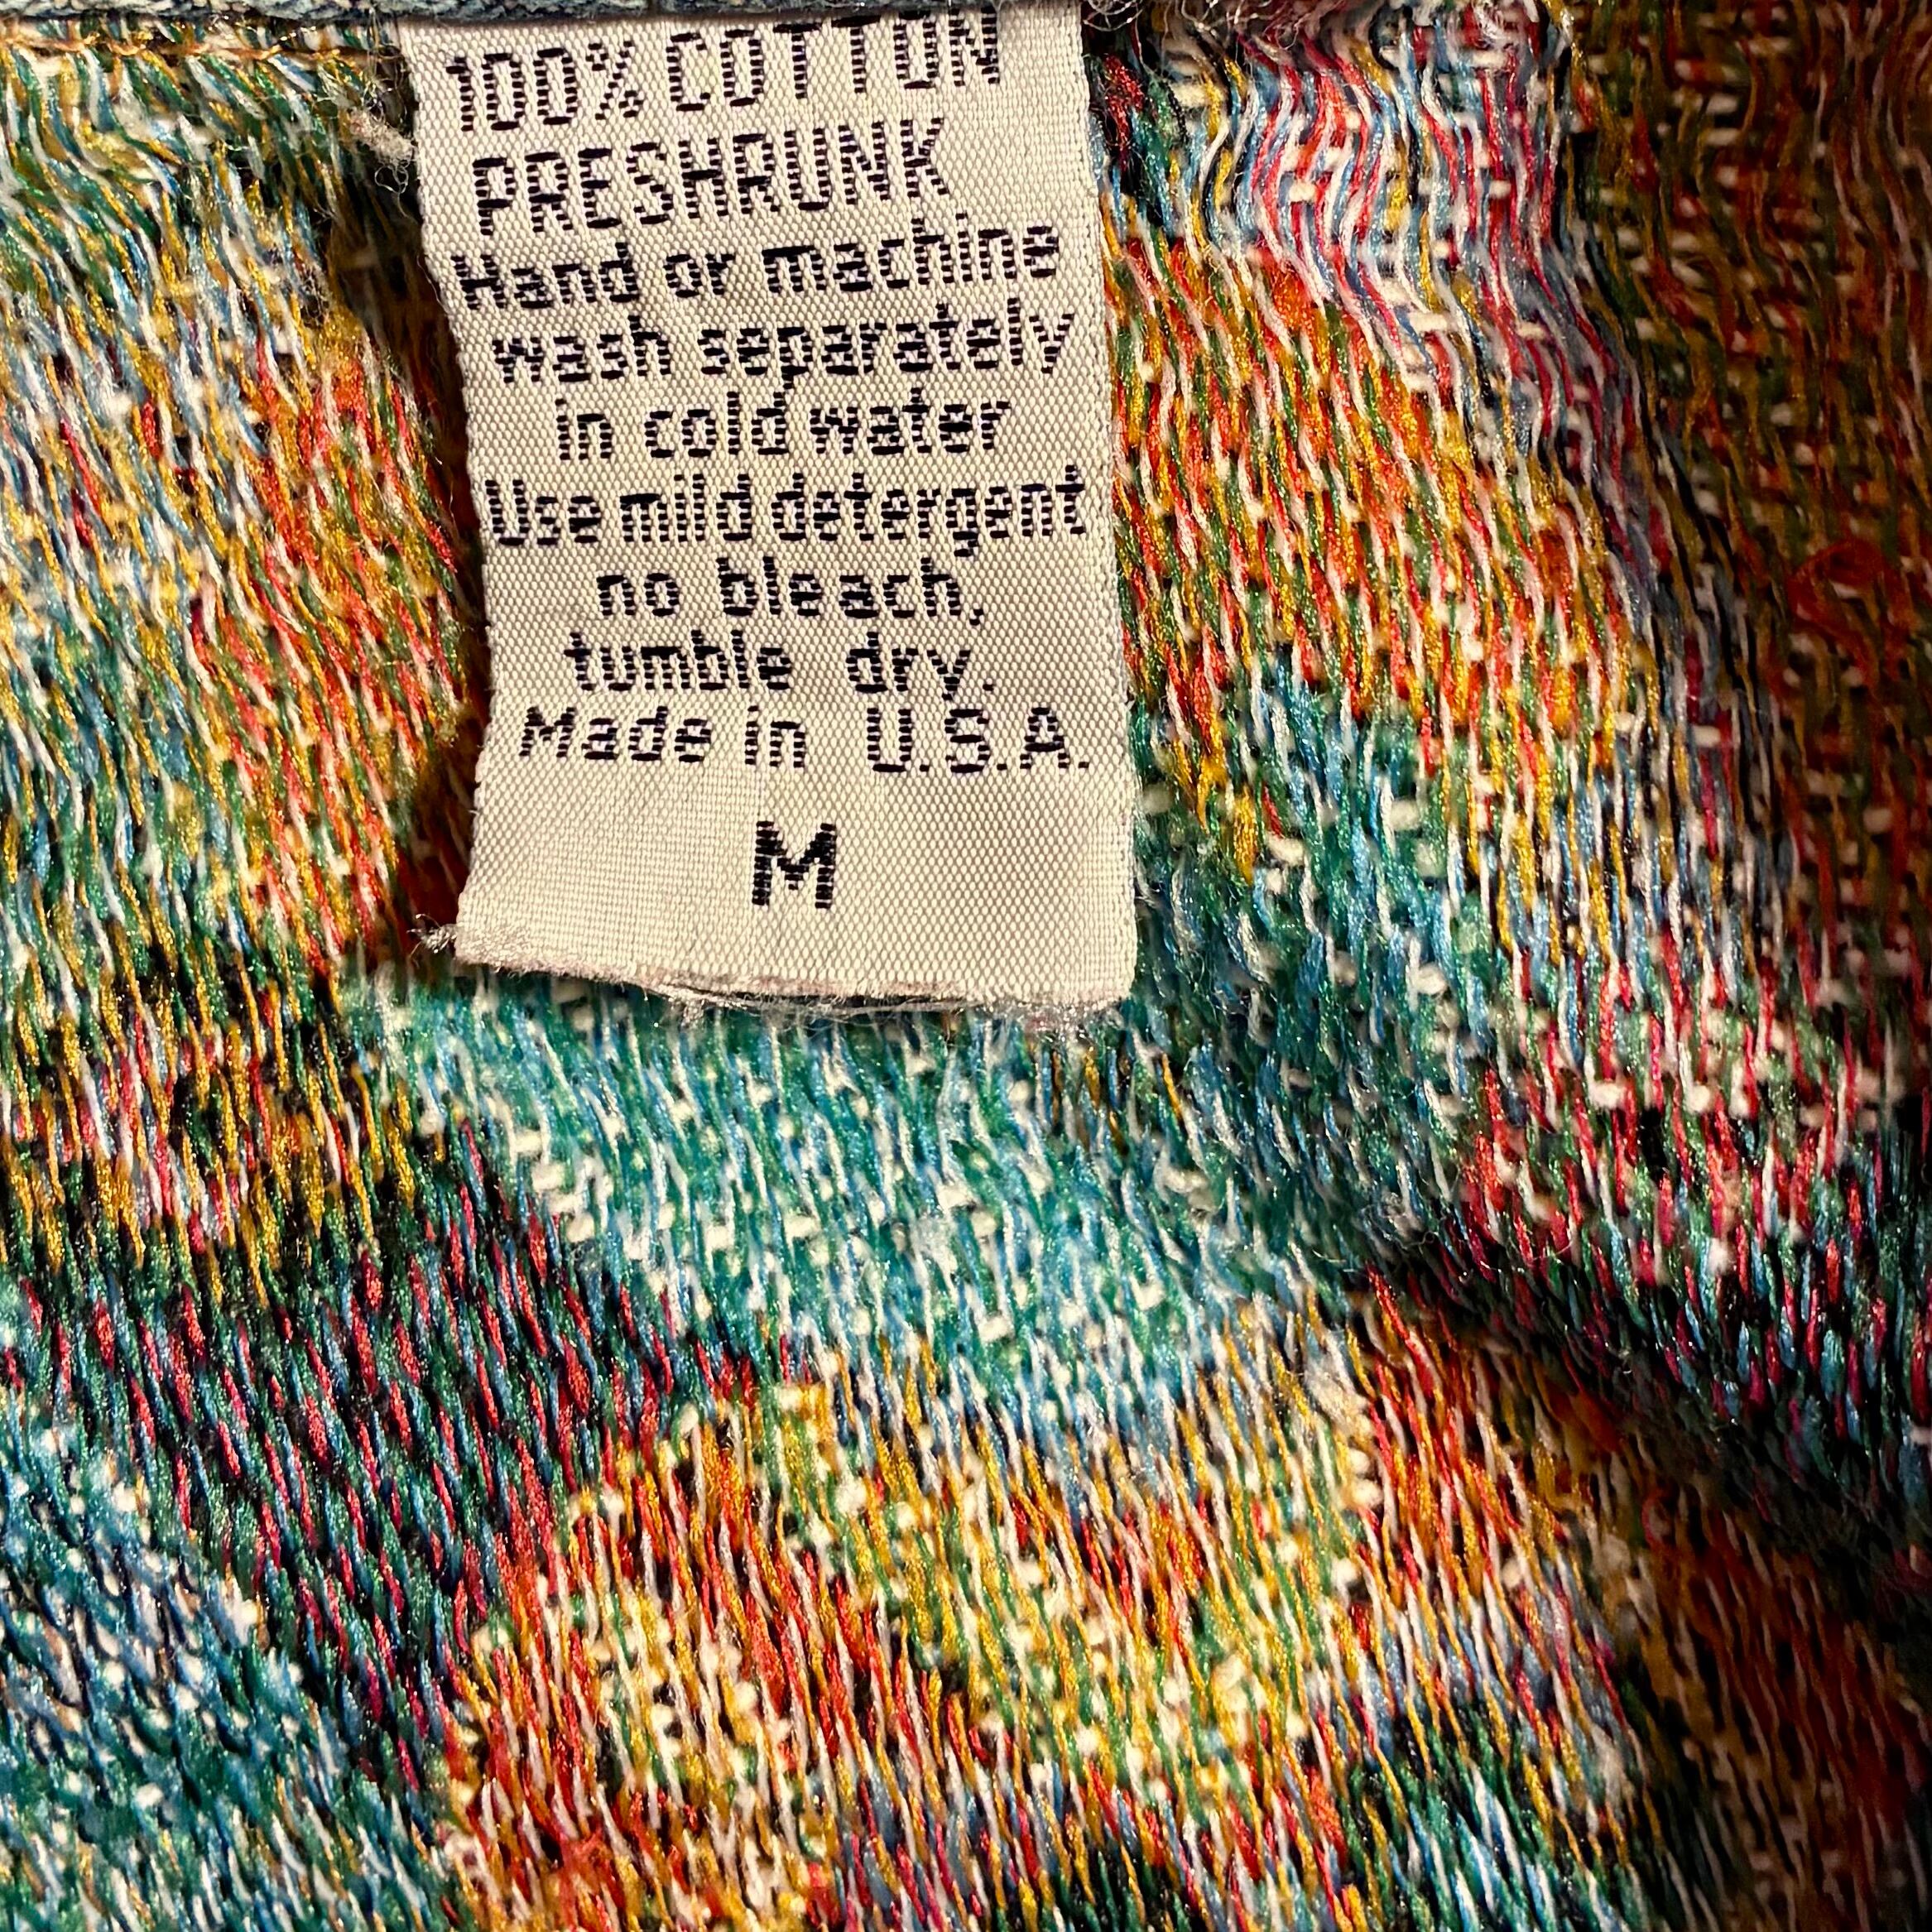 100% COTTON
PRESHRUNK
Hand or machine
wash separately
in cold water
Use mild detergent
no bleach,
tumble dry.
Made in U.S.A.
M